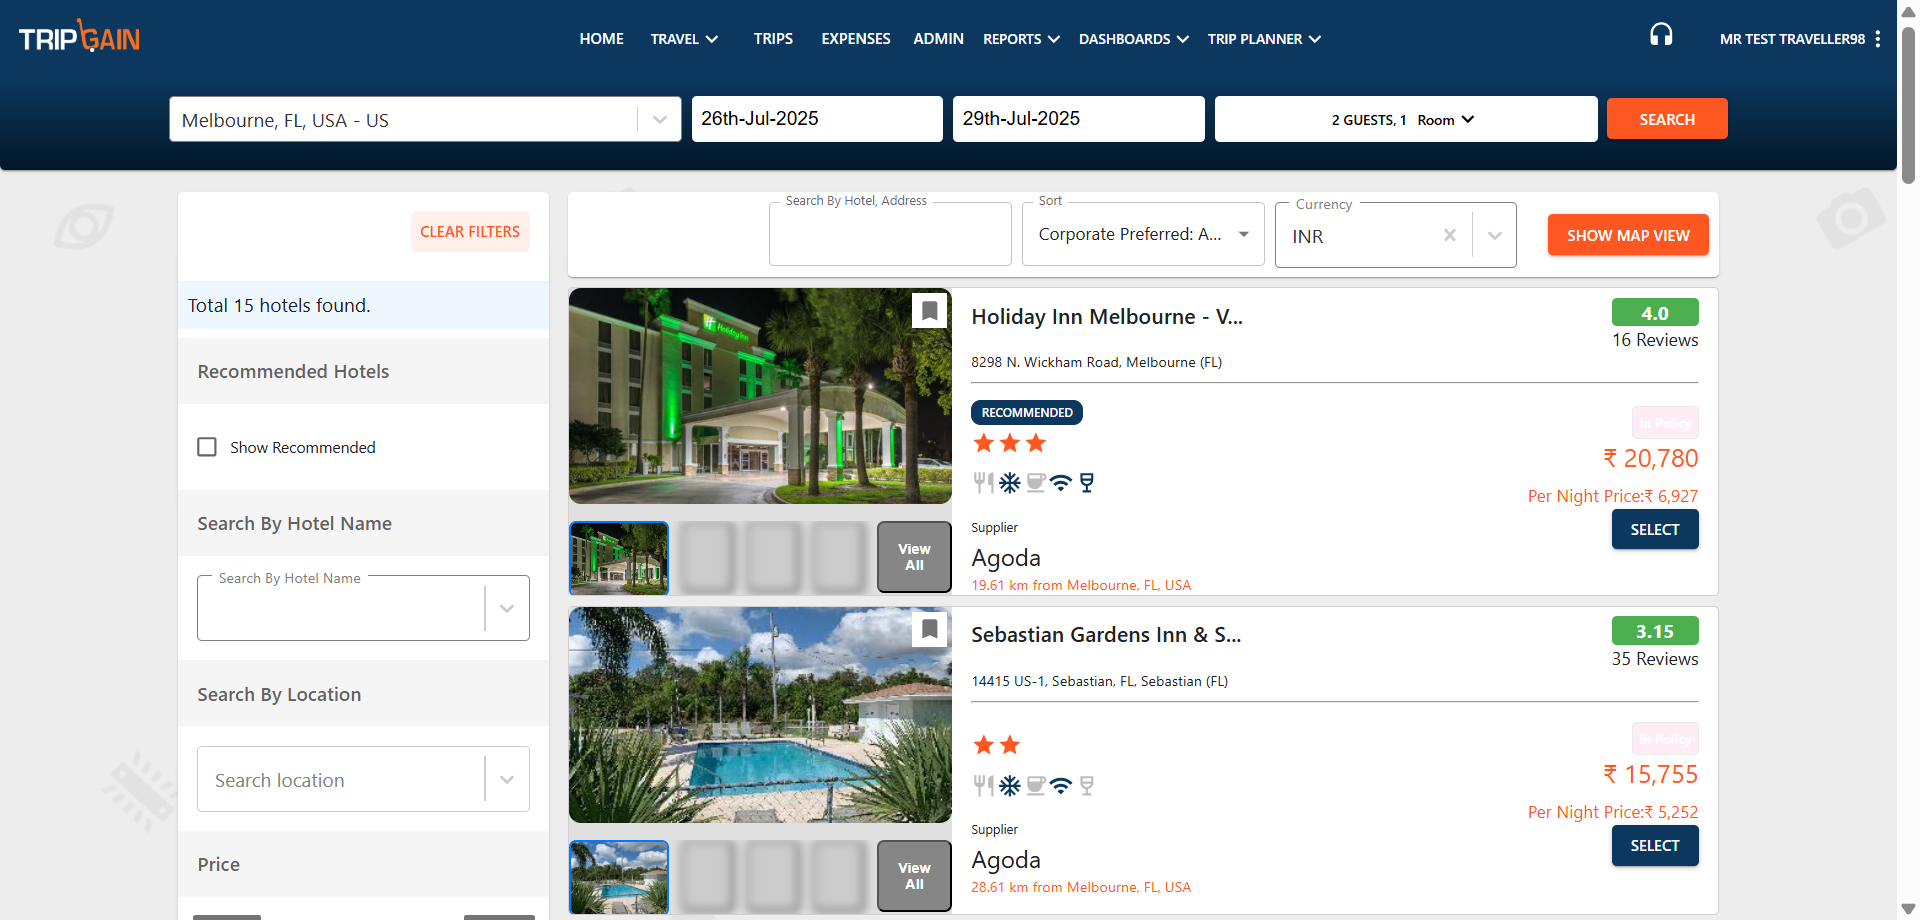 TRIPGAIN
HOME TRAVEL TRIPS EXPENSES ADMIN REPORTS DASHBOARDS TRIP PLANNER
MR TEST TRAVELLER98
Melbourne, FL, USA - US
26th-Jul-2025
29th-Jul-2025
2 GUESTS, 1 Room
SEARCH
CLEAR FILTERS
Total 15 hotels found.
Recommended Hotels
Show Recommended
Search By Hotel Name
Search By Hotel Name
Search By Location
Search location
Price
Search By Hotel, Address
Sort
Corporate Preferred: A...
Currency
INR
SHOW MAP VIEW
Holiday Inn
Holiday Inn Melbourne - V...
4.0
16 Reviews
8298 N. Wickham Road, Melbourne (FL)
RECOMMENDED
In Policy
₹ 20,780
Per Night Price:₹ 6,927
SELECT
Supplier
Agoda
19.61 km from Melbourne, FL, USA
View
All
Sebastian Gardens Inn & S...
3.15
35 Reviews
14415 US-1, Sebastian, FL, Sebastian (FL)
In Policy
₹ 15,755
Per Night Price:₹ 5,252
SELECT
Supplier
Agoda
28.61 km from Melbourne, FL, USA
View
All